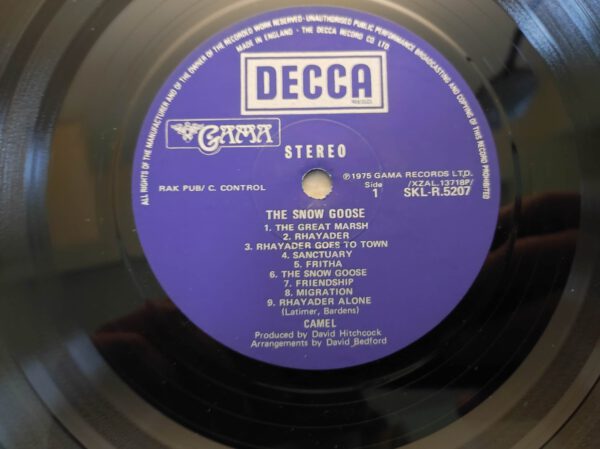 ALL RIGHTS OF THE MANUFACTURER AND OF THE OWNER OF THE RECORDED WORK RESERVED · UNAUTHORISED PUBLIC PERFORMANCE BROADCASTING AND COPYING OF THIS RECORD PROHIBITED
MADE IN ENGLAND · THE DECCA RECORD CO LTD.
DECCA
GAMA
STEREO
RAK PUB/ C. CONTROL
℗1975 GAMA RECORDS LTD.
Side
1
/XZAL.13718P/
SKL-R.5207
THE SNOW GOOSE
1. THE GREAT MARSH
2. RHAYADER
3. RHAYADER GOES TO TOWN
4. SANCTUARY
5. FRITHA
6. THE SNOW GOOSE
7. FRIENDSHIP
8. MIGRATION
9. RHAYADER ALONE
(Latimer, Bardens)
CAMEL
Produced by David Hitchcock
Arrangements by David Bedford